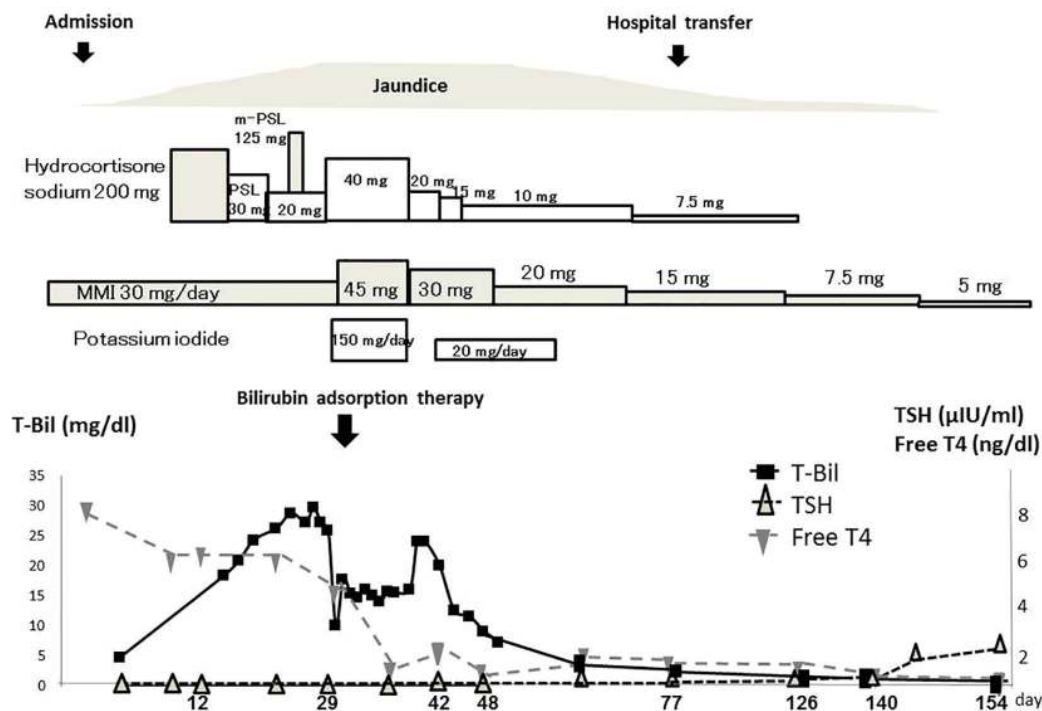 Admission
Hospital transfer
Jaundice
m-PSL
125 mg
Hydrocortisone
sodium 200 mg
PSL
30 mg
20 mg
40 mg
20 mg
15 mg
10 mg
7.5 mg
MMI 30 mg/day
45 mg
30 mg
20 mg
15 mg
7.5 mg
5 mg
Potassium iodide
150 mg/day
20 mg/day
Bilirubin adsorption therapy
T-Bil (mg/dl)
TSH (µIU/ml)
Free T4 (ng/dl)
35
30
25
20
15
10
5
0
T-Bil
TSH
Free T4
8
6
4
2
12
29
42
48
77
126
140
154
day